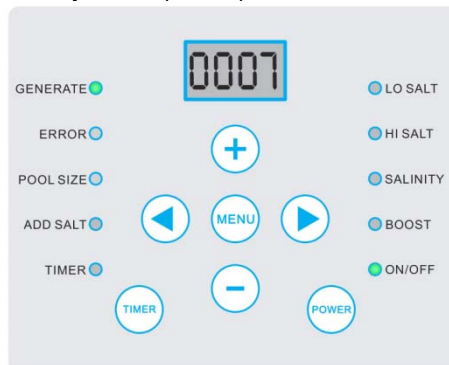 0007
GENERATE
LO SALT
ERROR
HI SALT
+
POOL SIZE
SALINITY
MENU
ADD SALT
BOOST
TIMER
ON/OFF
−
TIMER
POWER